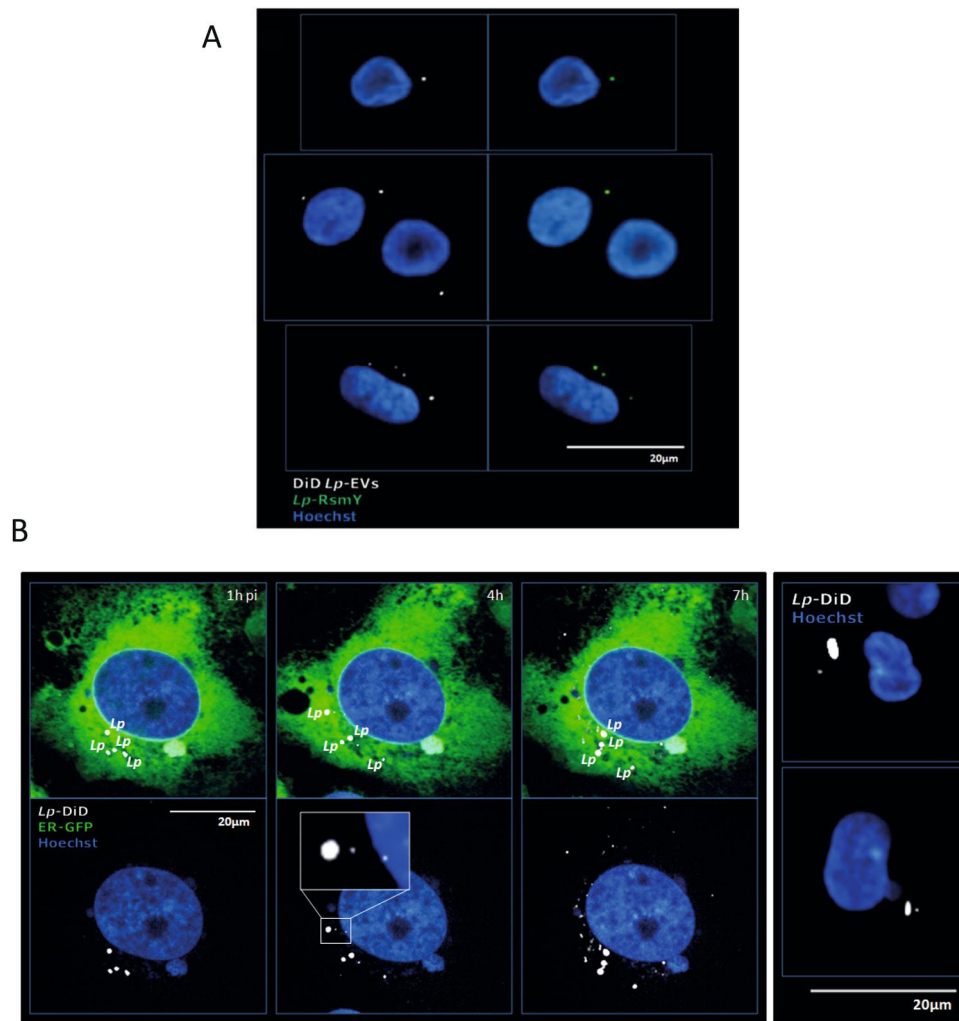 A
20µm
DiD Lp-EVs
Lp-RsmY
Hoechst
B
1h pi
4h
7h
Lp
Lp
Lp
Lp
Lp
Lp
Lp
Lp
Lp
Lp
Lp
Lp
Lp-DiD
ER-GFP
Hoechst
20µm
Lp-DiD
Hoechst
20µm